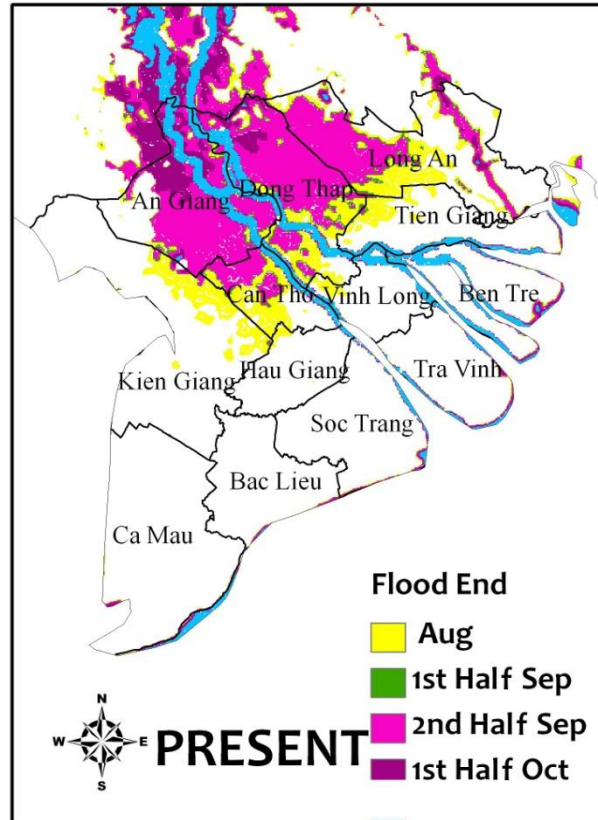 Long An
An Giang
Dong Thap
Tien Giang
Can Tho
Vinh Long
Ben Tre
Kien Giang
Hau Giang
Tra Vinh
Soc Trang
Bac Lieu
Ca Mau
Flood End
Aug
1st Half Sep
2nd Half Sep
1st Half Oct
N
W
E
S
PRESENT